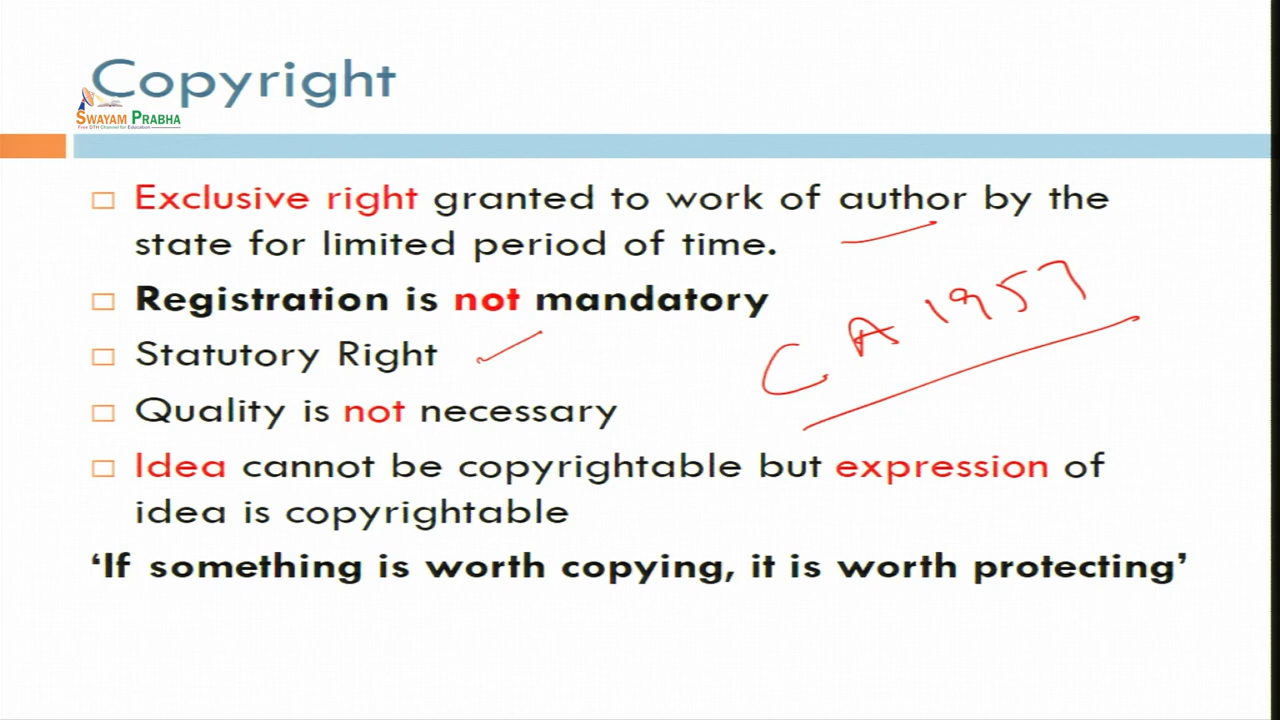 Copyright
SWAYAM PRABHA
Free DTH Channel for Education
Exclusive right granted to work of author by the
state for limited period of time.
Registration is not mandatory
Statutory Right
CA 1957
Quality is not necessary
Idea cannot be copyrightable but expression of
idea is copyrightable
‘If something is worth copying, it is worth protecting’